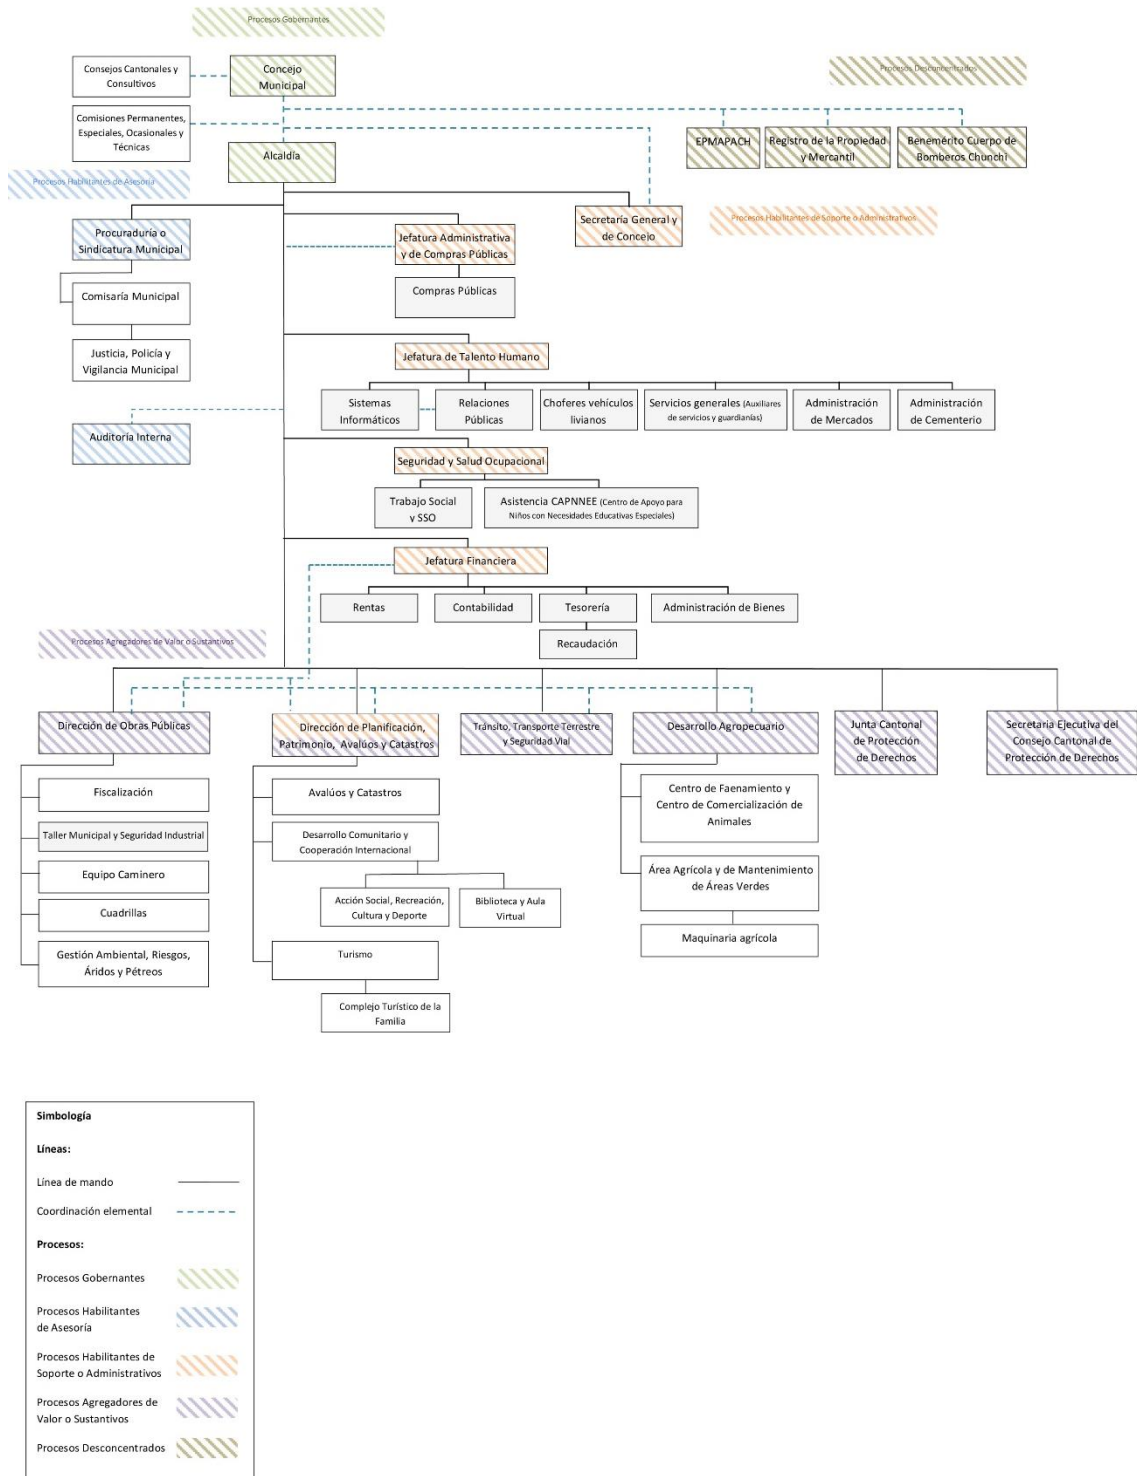 Procesos Gobernantes
Consejos Cantonales y
Consultivos
Concejo
Municipal
Procesos Desconcentrados
Comisiones Permanentes,
Especiales, Ocasionales y
Técnicas
Alcaldía
EPMAPACH
Registro de la Propiedad
y Mercantil
Benemérito Cuerpo de
Bomberos Chunchi
Procesos Habilitantes de Asesoría
Procuraduría o
Sindicatura Municipal
Jefatura Administrativa
y de Compras Públicas
Secretaría General y
de Concejo
Procesos Habilitantes de Soporte o Administrativos
Comisaría Municipal
Compras Públicas
Justicia, Policía y
Vigilancia Municipal
Jefatura de Talento Humano
Sistemas
Informáticos
Relaciones
Públicas
Choferes vehículos
livianos
Servicios generales (Auxiliares
de servicios y guardianías)
Administración
de Mercados
Administración
de Cementerio
Auditoría Interna
Seguridad y Salud Ocupacional
Trabajo Social
y SSO
Asistencia CAPNNEE (Centro de Apoyo para
Niños con Necesidades Educativas Especiales)
Jefatura Financiera
Rentas
Contabilidad
Tesorería
Administración de Bienes
Recaudación
Procesos Agregadores de Valor o Sustantivos
Dirección de Obras Públicas
Dirección de Planificación,
Patrimonio, Avalúos y Catastros
Tránsito, Transporte Terrestre
y Seguridad Vial
Desarrollo Agropecuario
Junta Cantonal
de Protección
de Derechos
Secretaria Ejecutiva del
Consejo Cantonal de
Protección de Derechos
Fiscalización
Taller Municipal y Seguridad Industrial
Equipo Caminero
Cuadrillas
Gestión Ambiental, Riesgos,
Áridos y Pétreos
Avalúos y Catastros
Desarrollo Comunitario y
Cooperación Internacional
Acción Social, Recreación,
Cultura y Deporte
Biblioteca y Aula
Virtual
Turismo
Complejo Turístico de la
Familia
Centro de Faenamiento y
Centro de Comercialización de
Animales
Área Agrícola y de Mantenimiento
de Áreas Verdes
Maquinaria agrícola
Simbología
Líneas:
Línea de mando
Coordinación elemental
Procesos:
Procesos Gobernantes
Procesos Habilitantes
de Asesoría
Procesos Habilitantes de
Soporte o Administrativos
Procesos Agregadores de
Valor o Sustantivos
Procesos Desconcentrados